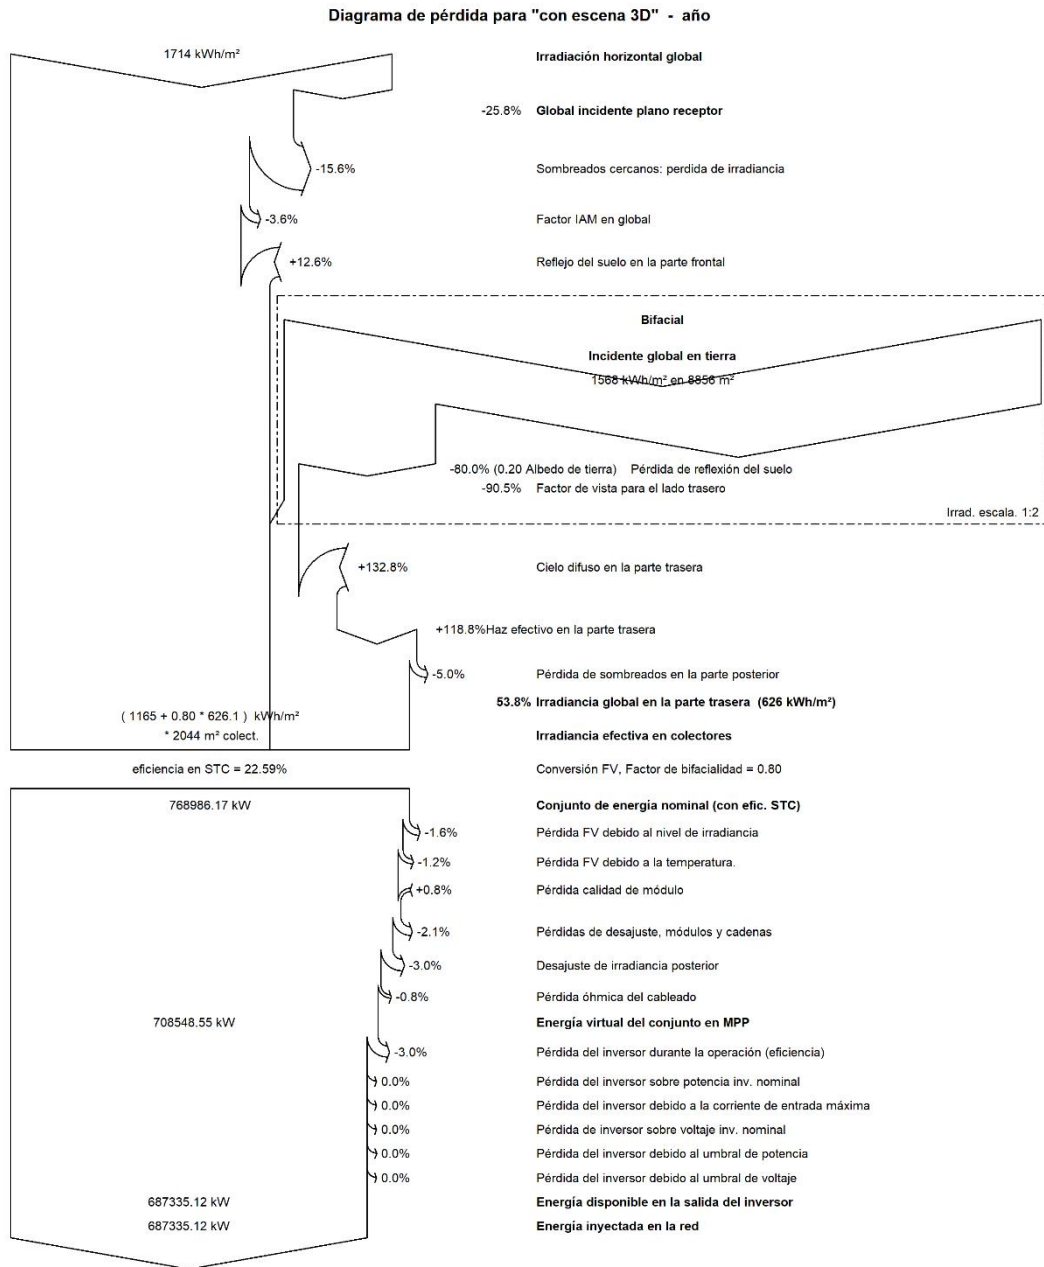 Diagrama de pérdida para "con escena 3D" - año
1714 kWh/m² Irradiación horizontal global
-25.8% Global incidente plano receptor
-15.6% Sombreados cercanos: perdida de irradiancia
-3.6% Factor IAM en global
+12.6% Reflejo del suelo en la parte frontal
Bifacial
Incidente global en tierra
1568 kWh/m² en 8856 m²
-80.0% (0.20 Albedo de tierra) Pérdida de reflexión del suelo
-90.5% Factor de vista para el lado trasero
Irrad. escala. 1:2
+132.8% Cielo difuso en la parte trasera
+118.8%Haz efectivo en la parte trasera
-5.0% Pérdida de sombreados en la parte posterior
53.8% Irradiancia global en la parte trasera (626 kWh/m²)
( 1165 + 0.80 * 626.1 ) kWh/m²
* 2044 m² colect. Irradiancia efectiva en colectores
eficiencia en STC = 22.59% Conversión FV, Factor de bifacialidad = 0.80
768986.17 kW Conjunto de energía nominal (con efic. STC)
-1.6% Pérdida FV debido al nivel de irradiancia
-1.2% Pérdida FV debido a la temperatura.
+0.8% Pérdida calidad de módulo
-2.1% Pérdidas de desajuste, módulos y cadenas
-3.0% Desajuste de irradiancia posterior
-0.8% Pérdida óhmica del cableado
708548.55 kW Energía virtual del conjunto en MPP
-3.0% Pérdida del inversor durante la operación (eficiencia)
0.0% Pérdida del inversor sobre potencia inv. nominal
0.0% Pérdida del inversor debido a la corriente de entrada máxima
0.0% Pérdida de inversor sobre voltaje inv. nominal
0.0% Pérdida del inversor debido al umbral de potencia
0.0% Pérdida del inversor debido al umbral de voltaje
687335.12 kW Energía disponible en la salida del inversor
687335.12 kW Energía inyectada en la red